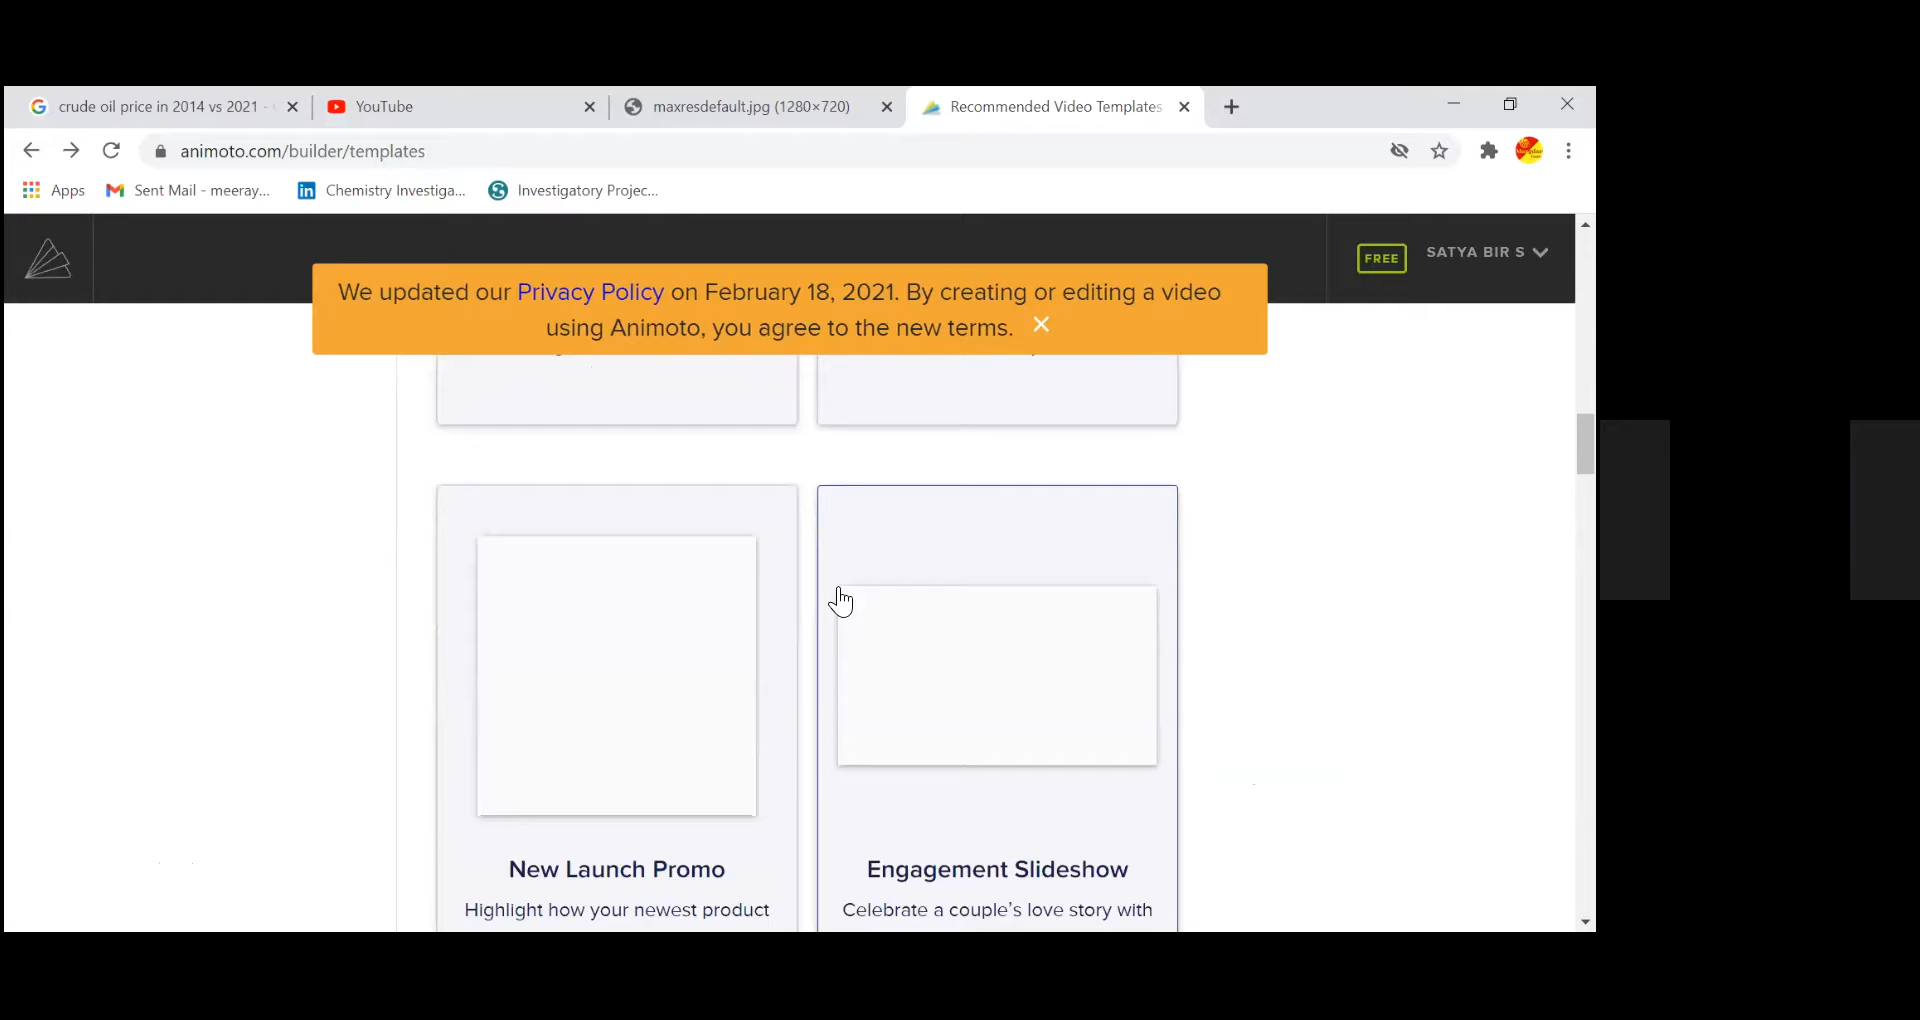 crude oil price in 2014 vs 2021 -
YouTube
maxresdefault.jpg (1280×720)
Recommended Video Templates
animoto.com/builder/templates
Apps
Sent Mail - meeray...
Chemistry Investiga...
Investigatory Projec...
FREE
SATYA BIR S
We updated our Privacy Policy on February 18, 2021. By creating or editing a video
using Animoto, you agree to the new terms.
New Launch Promo
Highlight how your newest product
Engagement Slideshow
Celebrate a couple's love story with